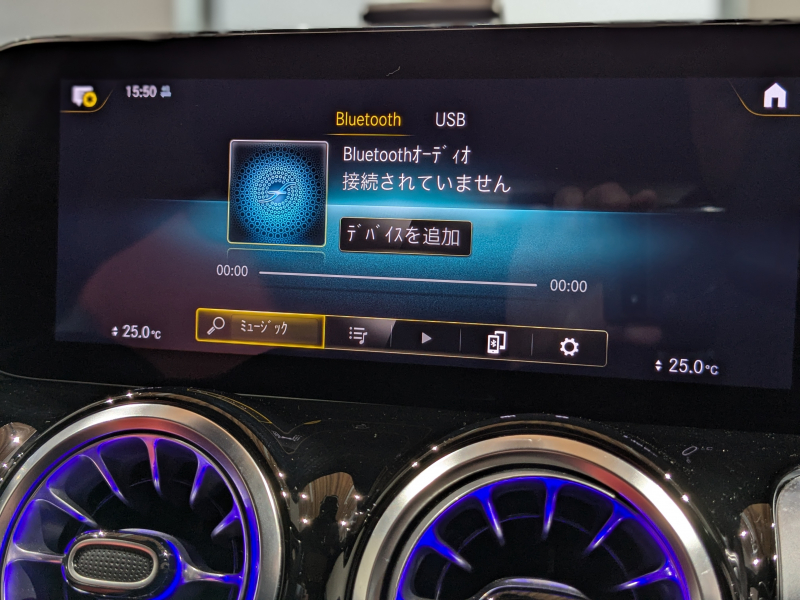 15:50
Bluetooth USB
Bluetoothｵｰﾃﾞｨｵ
接続されていません
ﾃﾞﾊﾞｲｽを追加
00:00 00:00
ﾐｭｰｼﾞｯｸ
25.0°C 25.0°C